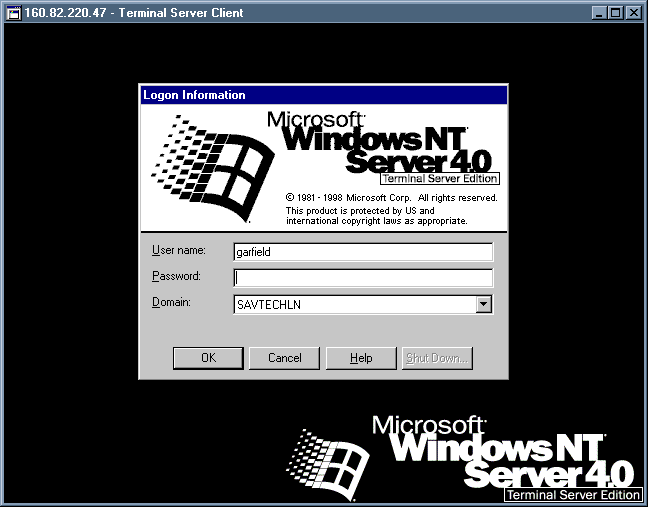 160.82.220.47 - Terminal Server Client
Logon Information
Microsoft
Windows NT
Server 4.0
Terminal Server Edition
© 1981 - 1998 Microsoft Corp. All rights reserved.
This product is protected by US and
international copyright laws as appropriate.
User name: garfield
Password:
Domain: SAVTECHLN
OK Cancel Help Shut Down...
Microsoft
Windows NT
Server 4.0
Terminal Server Edition